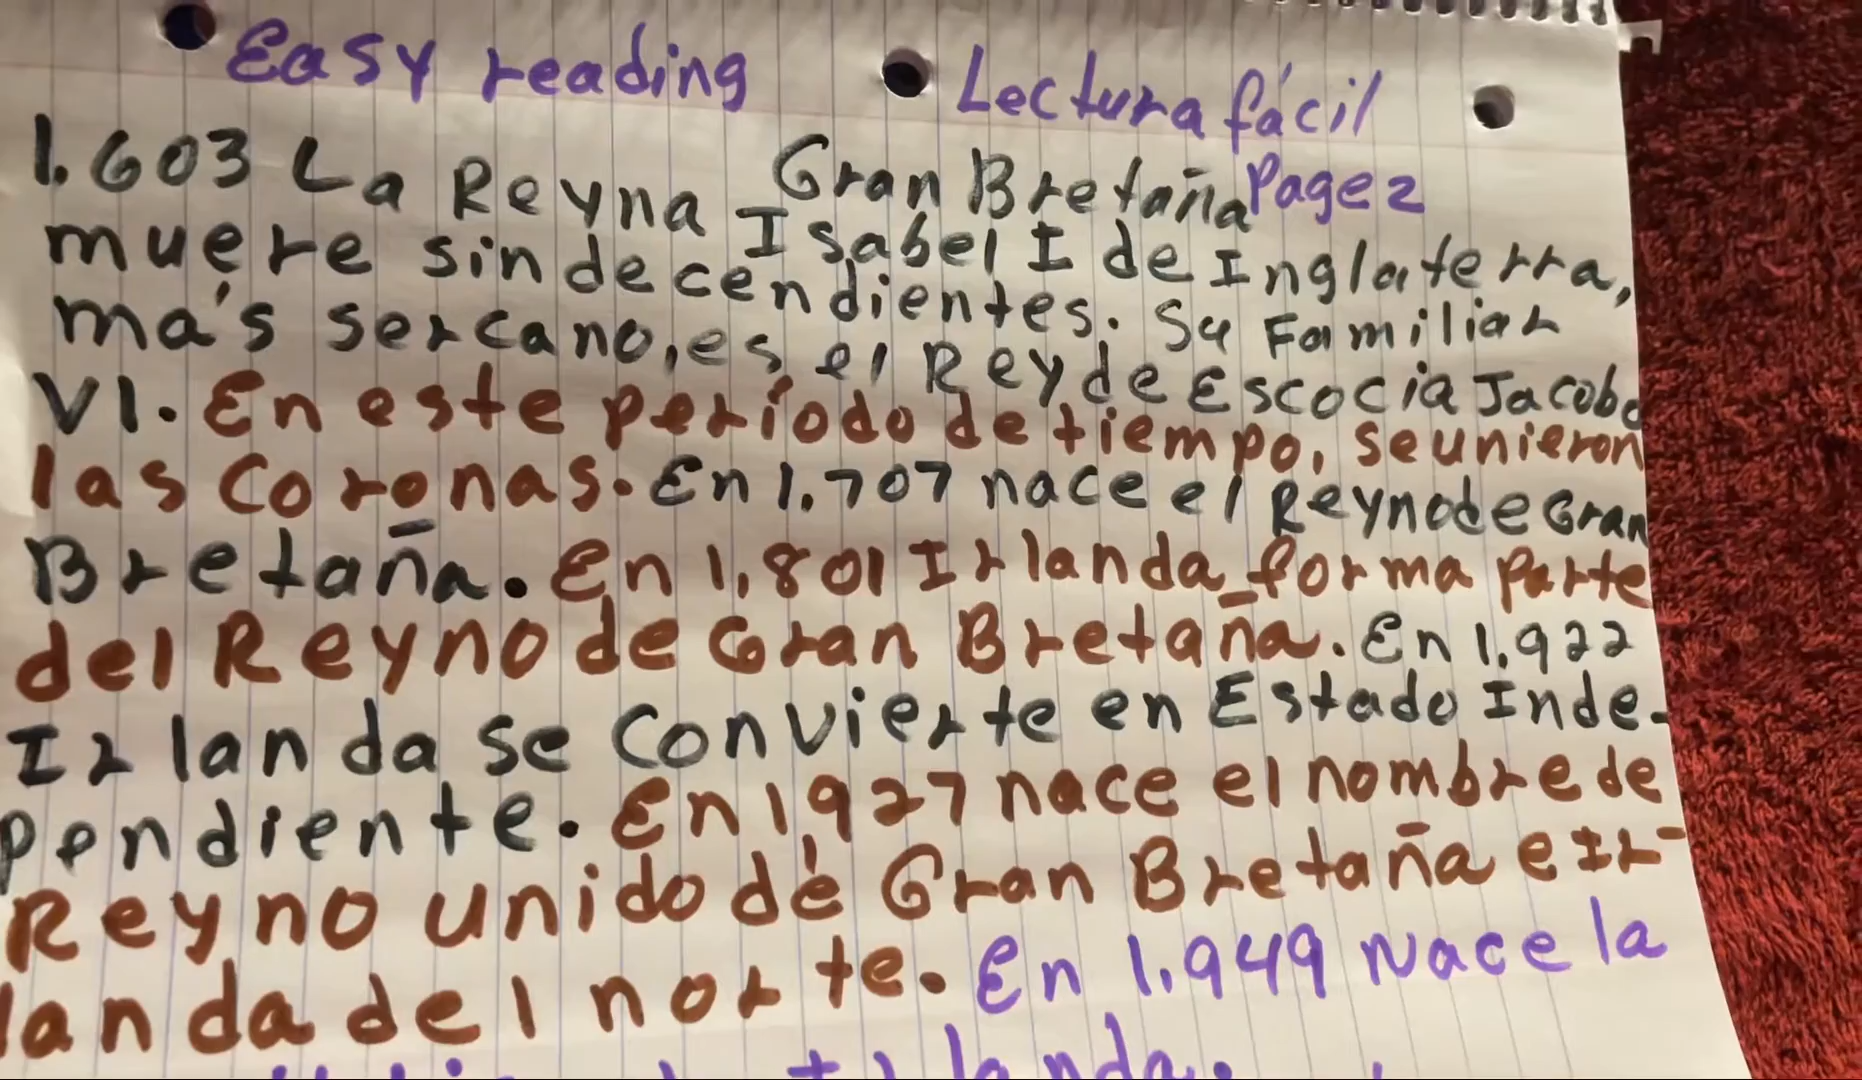 Easy reading Lectura fácil
Gran Bretaña Page 2
1.603 La Reyna Isabel I de Inglaterra,
muere sin decendientes. Su Familiar
más sercano, es el Rey de Escocia Jacobo
VI. En este período de tiempo, se unieron
las Coronas. En 1.707 nace el Reyno de Gran
Bretaña. En 1,801 Irlanda forma parte
del Reyno de Gran Bretaña. En 1.922
Irlanda se Convierte en Estado Inde-
pendiente. En 1,927 nace el nombre de
Reyno unido de Gran Bretaña e Ir-
landa del norte. En 1.949 Nace la
Irlanda.